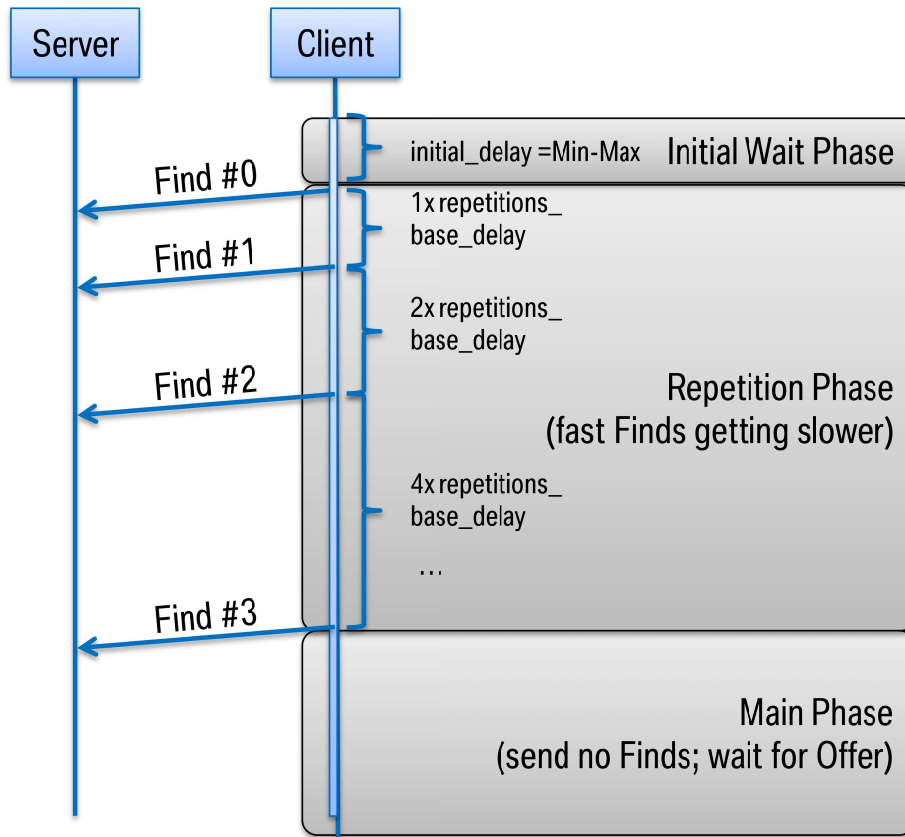 Server
Client
initial_delay =Min-Max
Initial Wait Phase
Find #0
1x repetitions_
base_delay
Find #1
2x repetitions_
base_delay
Find #2
Repetition Phase
(fast Finds getting slower)
4x repetitions_
base_delay
...
Find #3
Main Phase
(send no Finds; wait for Offer)